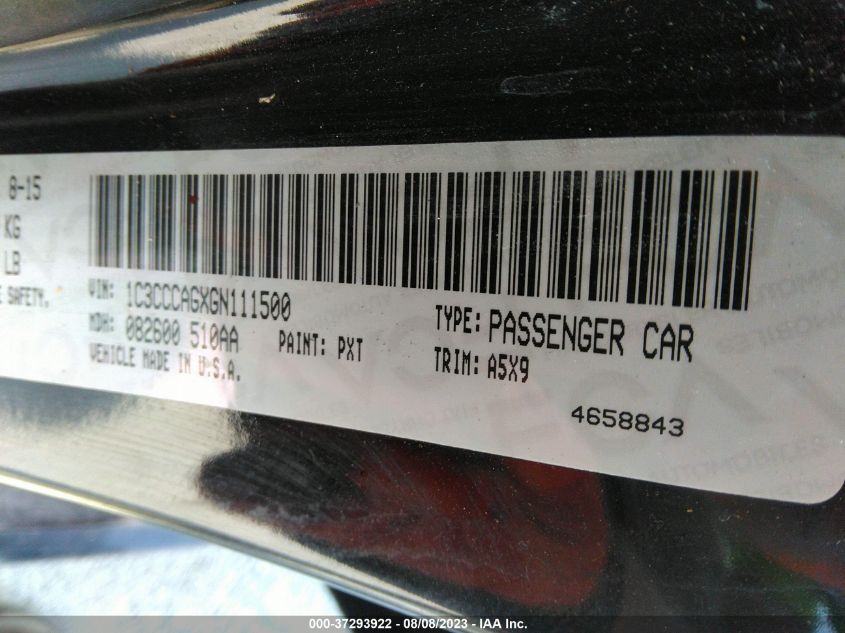 8-15
KG
LB
E SAFETY.
VIN: 1C3CCCAGXGN111500
MDH: 082600 510AA
PAINT: PXT
VEHICLE MADE IN U.S.A.
TYPE: PASSENGER CAR
TRIM: A5X9
4658843
000-37293922 - 08/08/2023 - IAA Inc.